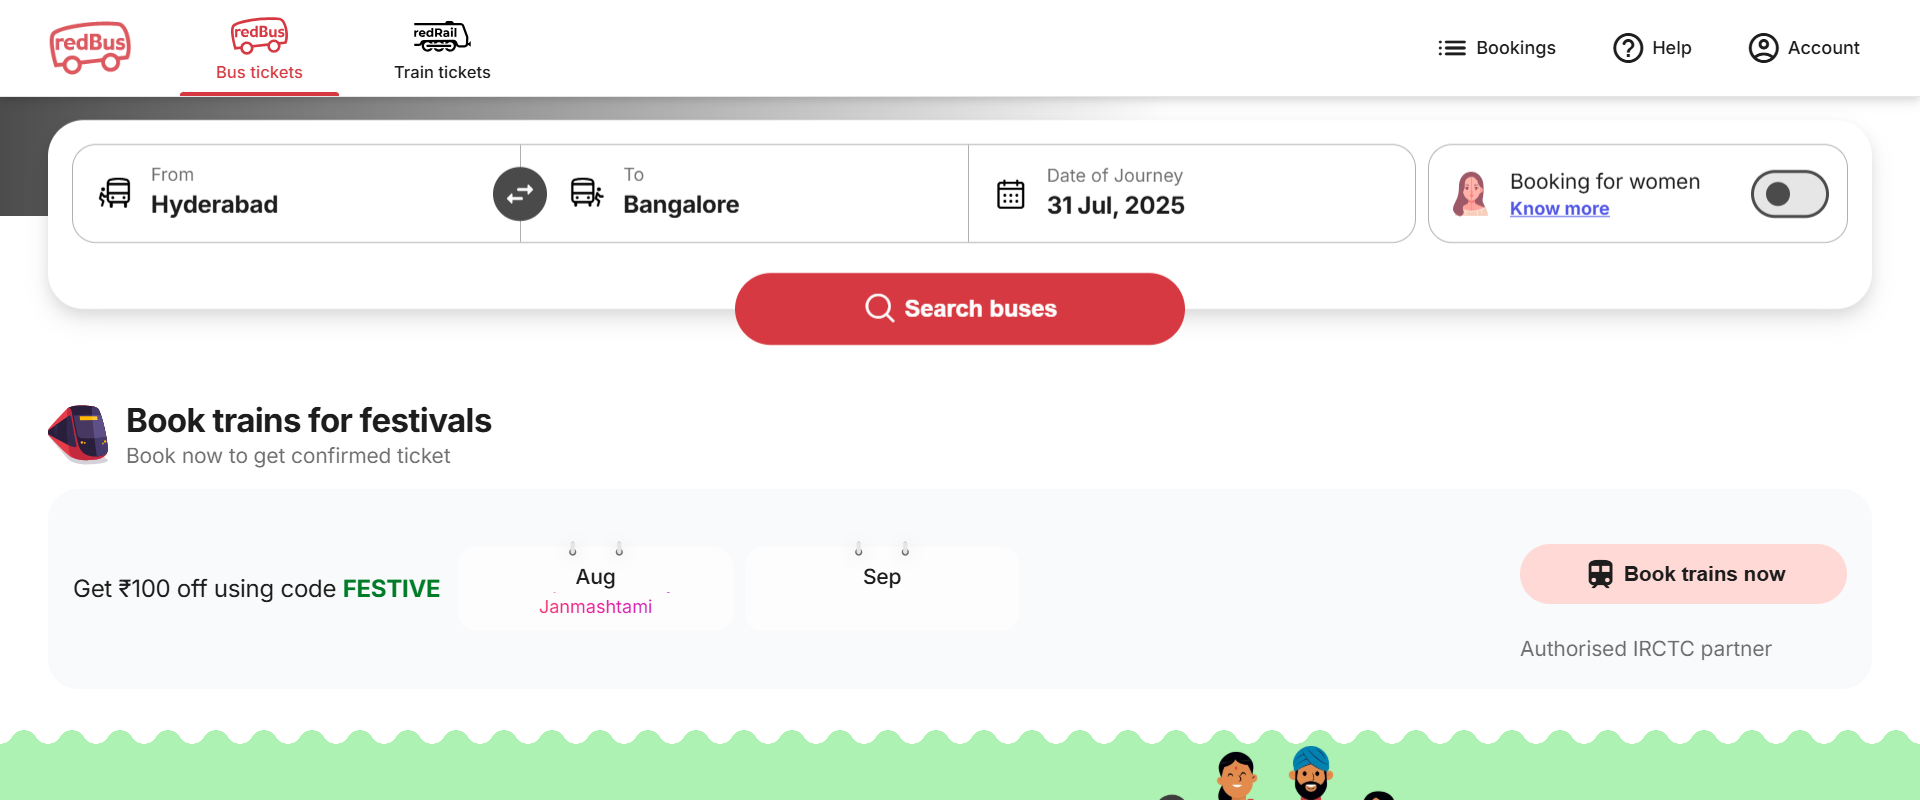 redBus
redBus
Bus tickets
redRail
Train tickets
Bookings
Help
Account
From
Hyderabad
To
Bangalore
Date of Journey
31 Jul, 2025
Booking for women
Know more
Search buses
Book trains for festivals
Book now to get confirmed ticket
Get ₹100 off using code FESTIVE
Aug
Janmashtami
Sep
Book trains now
Authorised IRCTC partner